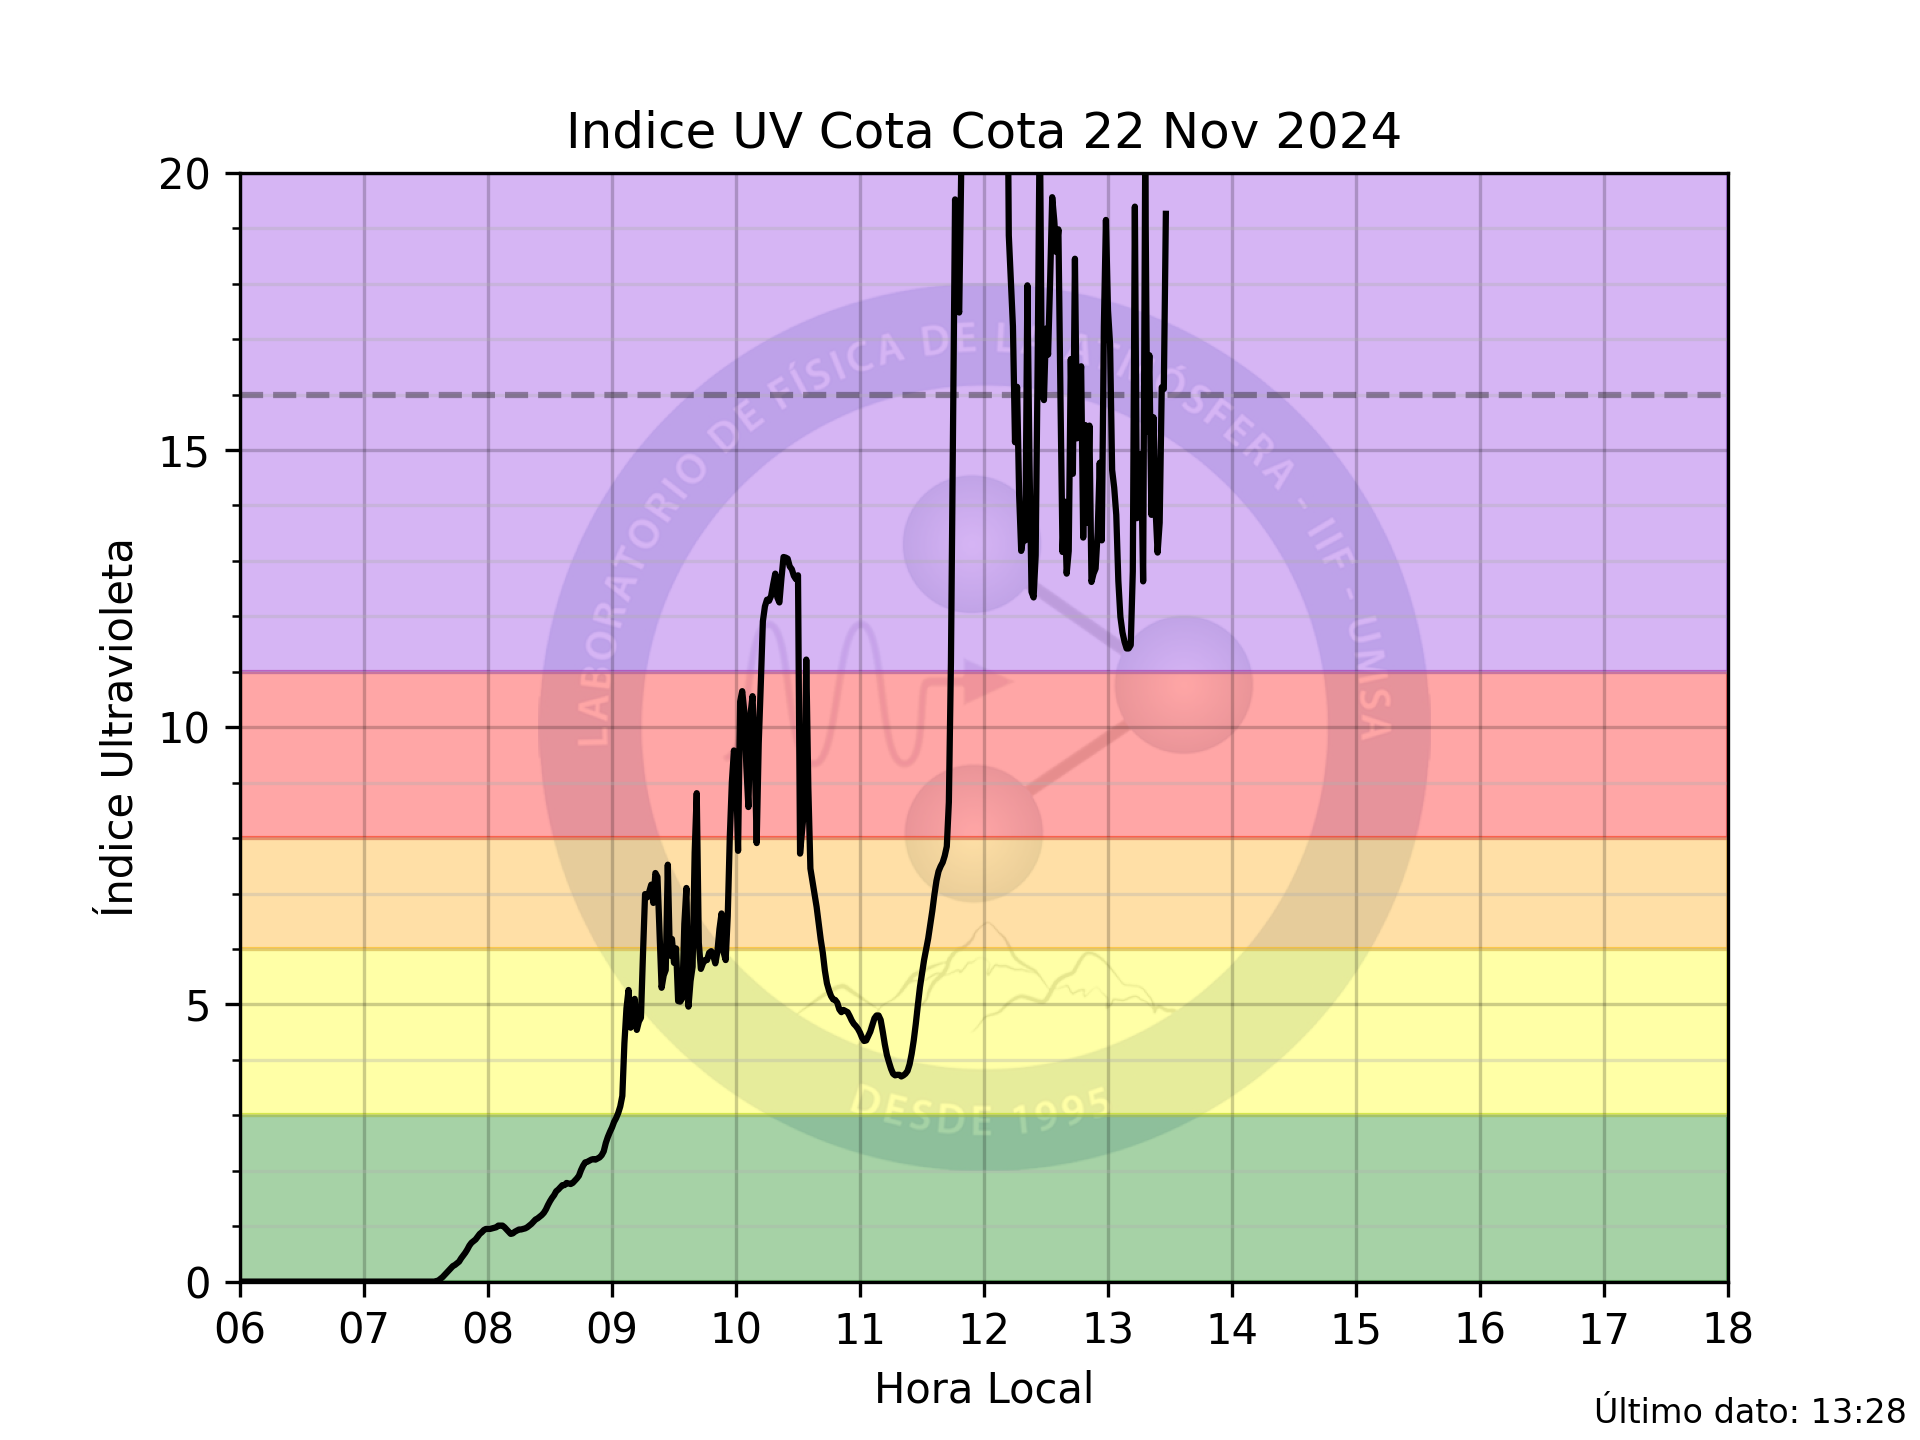 Indice UV Cota Cota 22 Nov 2024
20
15
10
5
0
Índice Ultravioleta
LABORATORIO DE FÍSICA DE LA ATMÓSFERA - IIF - UMSA
DESDE 1995
06 07 08 09 10 11 12 13 14 15 16 17 18
Hora Local
Último dato: 13:28